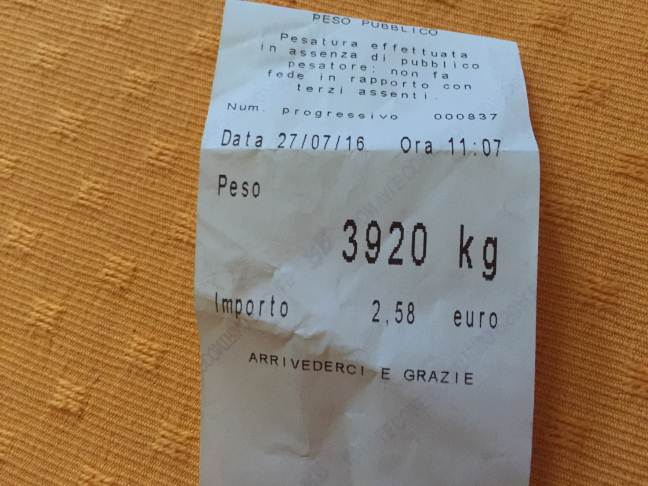 PESO PUBBLICO
Pesatura effettuata
in assenza di pubblico
pesatore; non fa
fede in rapporto con
terzi assenti.
Num. progressivo 000837
Data 27/07/16 Ora 11:07
Peso
3920 kg
Importo 2,58 euro
ARRIVEDERCI E GRAZIE